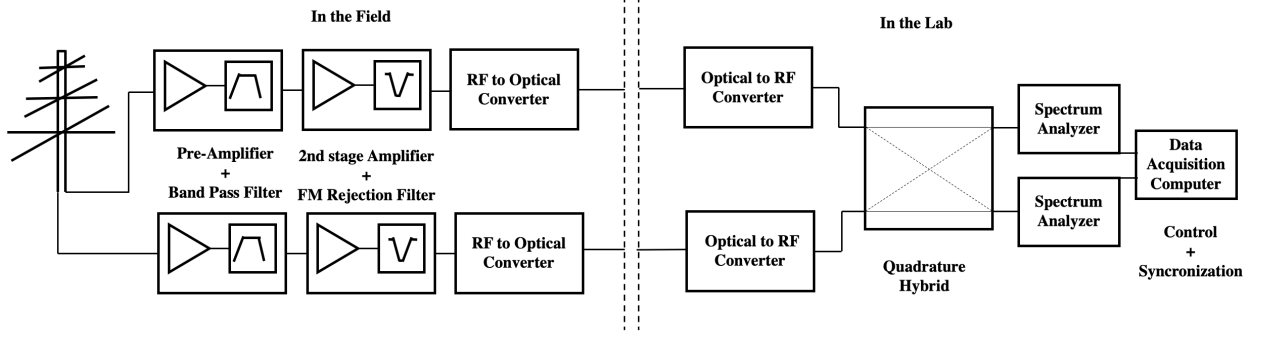 In the Field
In the Lab
RF to Optical
Converter
Optical to RF
Converter
Spectrum
Analyzer
Pre-Amplifier
+
Band Pass Filter
2nd stage Amplifier
+
FM Rejection Filter
Data
Acquisition
Computer
RF to Optical
Converter
Optical to RF
Converter
Spectrum
Analyzer
Quadrature
Hybrid
Control
+
Syncronization